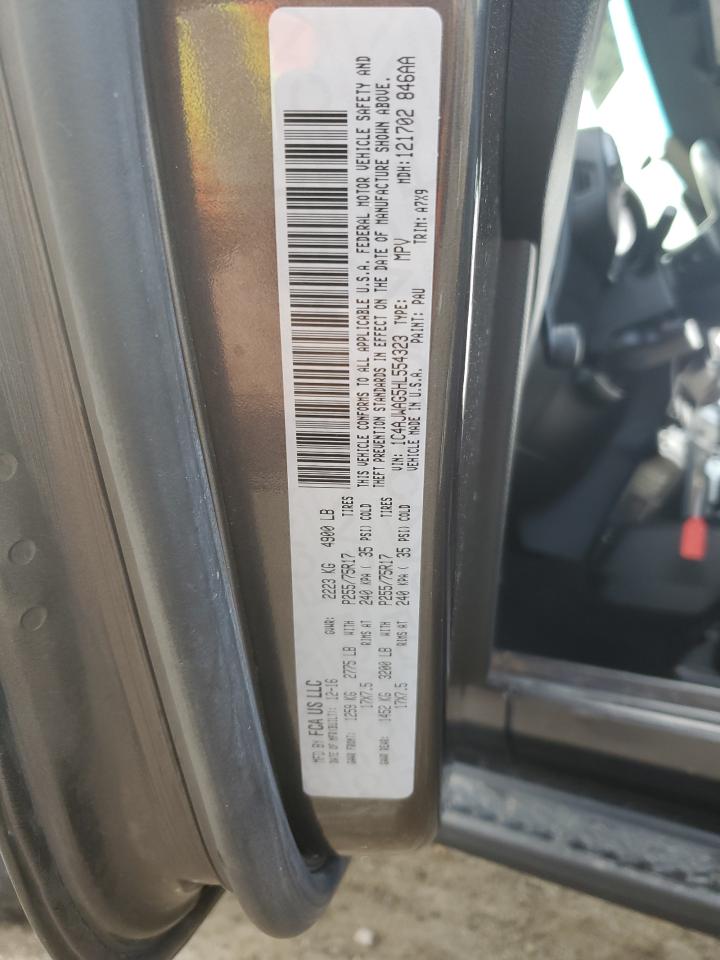 MFD BY FCA US LLC
DATE OF MFR(BUILT): 12-16 GVWR: 2223 KG 4900 LB
GAWR FRONT: 1259 KG 2775 LB WITH P255/75R17 TIRES
17X7.5 RIMS AT 240 KPA ( 35 PSI) COLD
GAWR REAR: 1452 KG 3200 LB WITH P255/75R17 TIRES
17X7.5 RIMS AT 240 KPA ( 35 PSI) COLD
THIS VEHICLE CONFORMS TO ALL APPLICABLE U.S.A. FEDERAL MOTOR VEHICLE SAFETY AND
THEFT PREVENTION STANDARDS IN EFFECT ON THE DATE OF MANUFACTURE SHOWN ABOVE.
VIN: 1C4AJWAG5HL554323 TYPE: MPV MDH:121702 846AA
VEHICLE MADE IN U.S.A. PAINT: PAU TRIM: A7X9